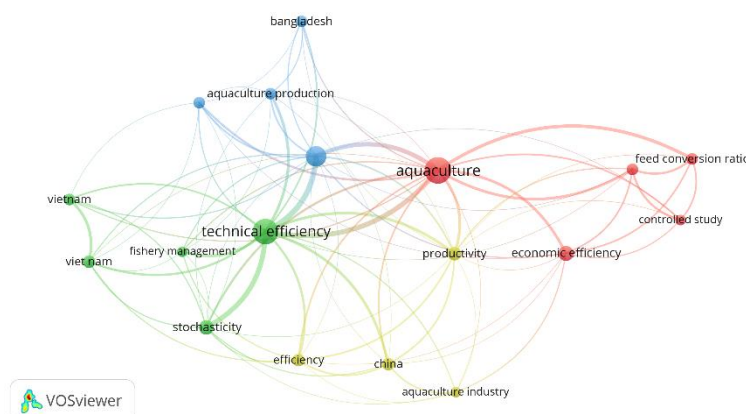 bangladesh
aquaculture production
aquaculture
feed conversion ratio
vietnam
controlled study
technical efficiency
fishery management
productivity
economic efficiency
viet nam
stochasticity
efficiency
china
aquaculture industry
VOSviewer